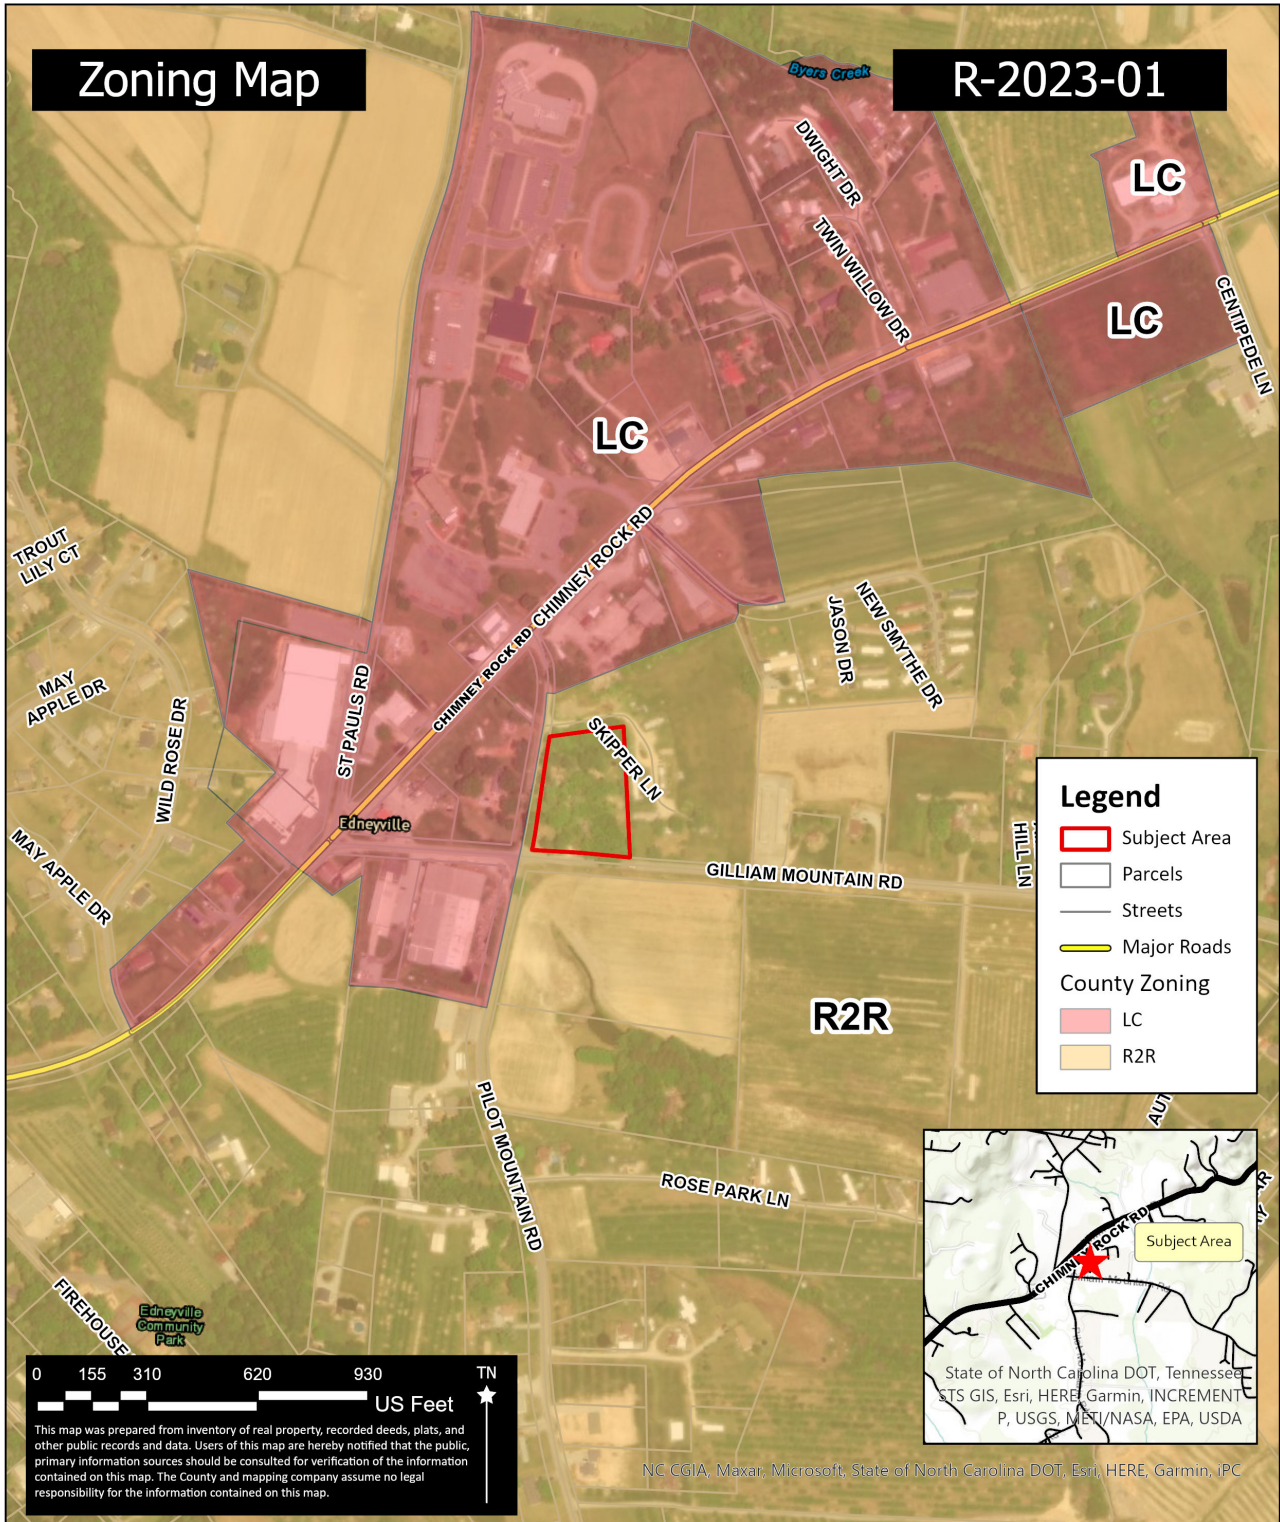 Zoning Map
R-2023-01
Byers Creek
DWIGHT DR
TWIN WILLOW DR
LC
LC
CENTIPEDE LN
LC
CHIMNEY ROCK RD
CHIMNEY ROCK RD
TROUT
LILY CT
MAY
APPLE DR
WILD ROSE DR
ST PAULS RD
JASON DR
NEW SMYTHE DR
SKIPPER LN
Edneyville
MAY APPLE DR
GILLIAM MOUNTAIN RD
HILL LN
R2R
PILOT MOUNTAIN RD
ROSE PARK LN
FIREHOUSE
Edneyville
Community
Park
Legend
Subject Area
Parcels
Streets
Major Roads
County Zoning
LC
R2R
AUT
CHIMNEY ROCK RD
Subject Area
State of North Carolina DOT, Tennessee
STS GIS, Esri, HERE, Garmin, INCREMENT
P, USGS, METI/NASA, EPA, USDA
0 155 310 620 930
US Feet
TN
This map was prepared from inventory of real property, recorded deeds, plats, and
other public records and data. Users of this map are hereby notified that the public,
primary information sources should be consulted for verification of the information
contained on this map. The County and mapping company assume no legal
responsibility for the information contained on this map.
NC CGIA, Maxar, Microsoft, State of North Carolina DOT, Esri, HERE, Garmin, iPC